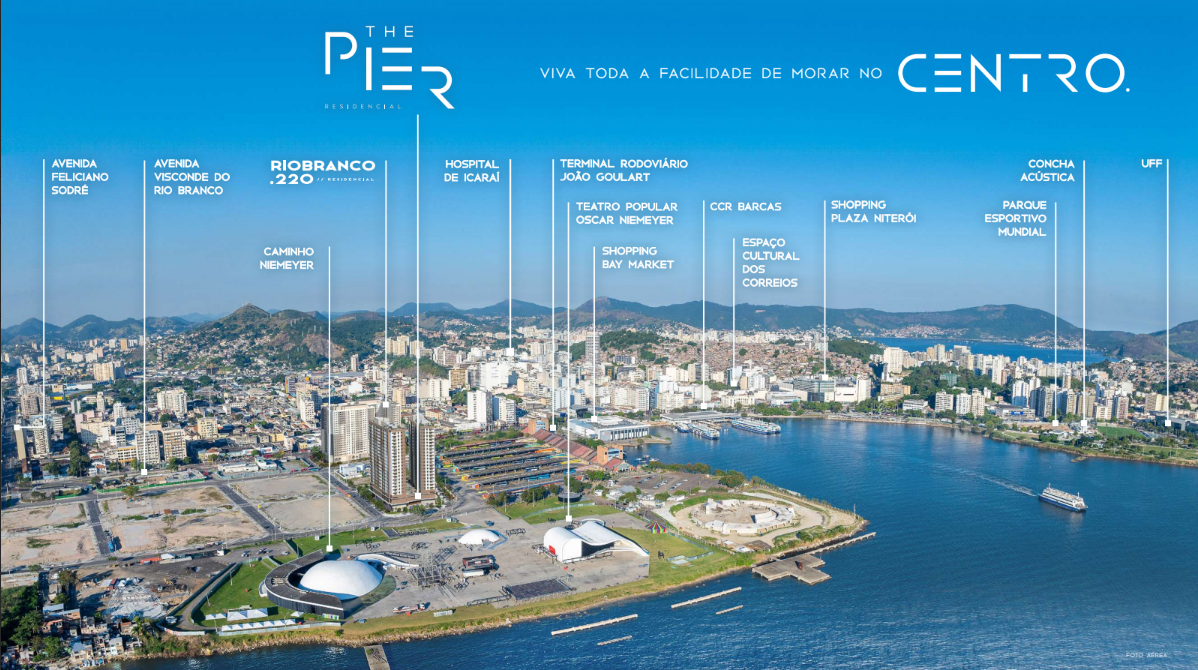 THE
PIER
RESIDENCIAL
VIVA TODA A FACILIDADE DE MORAR NO CENTRO.
AVENIDA
FELICIANO
SODRÉ
AVENIDA
VISCONDE DO
RIO BRANCO
RIOBRANCO
.220 // RESIDENCIAL
CAMINHO
NIEMEYER
HOSPITAL
DE ICARAÍ
TERMINAL RODOVIÁRIO
JOÃO GOULART
TEATRO POPULAR
OSCAR NIEMEYER
SHOPPING
BAY MARKET
CCR BARCAS
ESPAÇO
CULTURAL
DOS
CORREIOS
SHOPPING
PLAZA NITERÓI
CONCHA
ACÚSTICA
PARQUE
ESPORTIVO
MUNDIAL
UFF
FOTO AÉREA